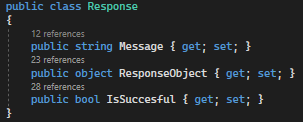 public class Response
{
12 references
public string Message { get; set; }
23 references
public object ResponseObject { get; set; }
28 references
public bool IsSuccesful { get; set; }
}